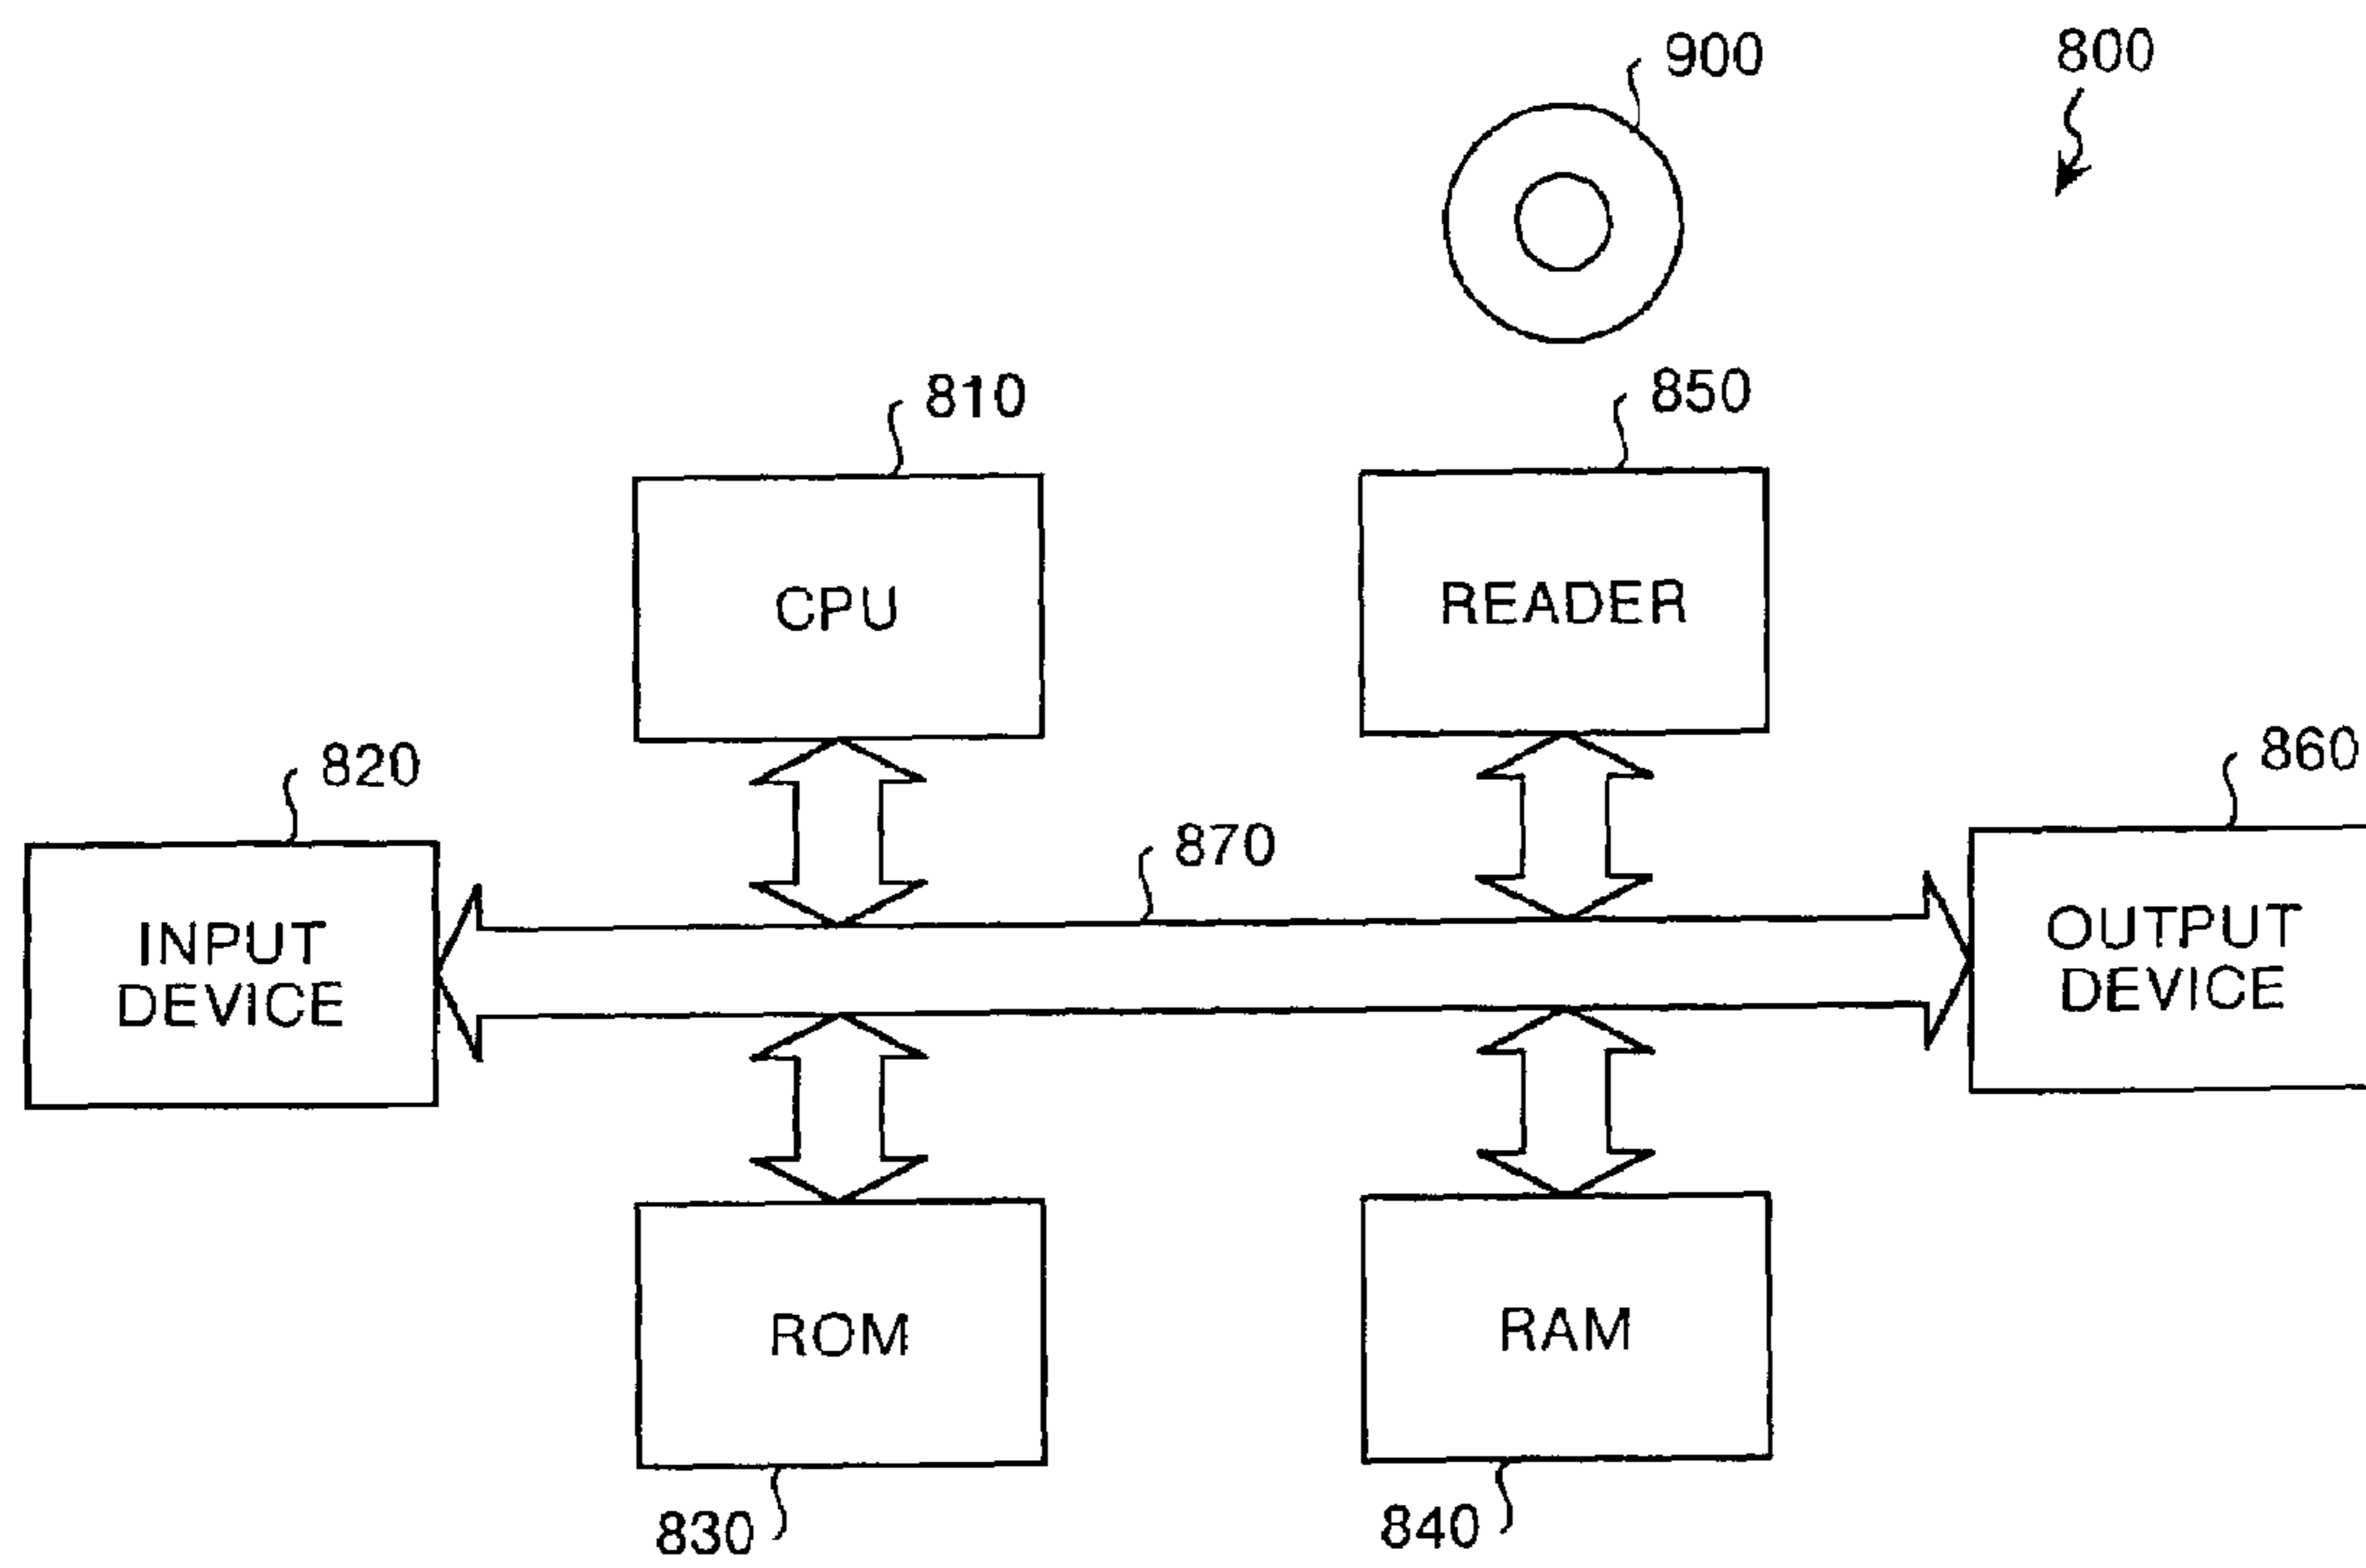 900
800
810
850
CPU
READER
820
860
870
INPUT
DEVICE
OUTPUT
DEVICE
ROM
RAM
830
840